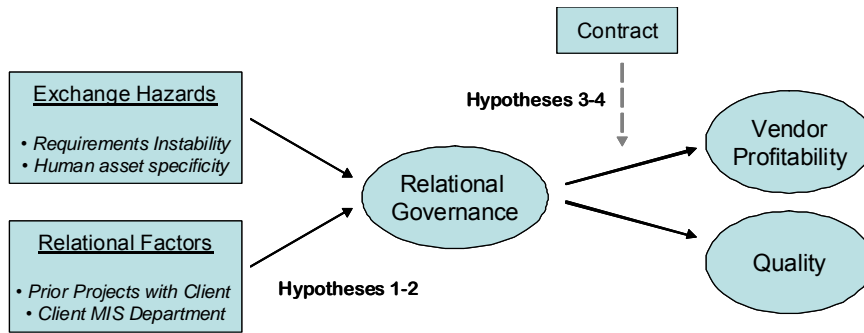 Contract
Exchange Hazards
• Requirements Instability
• Human asset specificity
Hypotheses 3-4
Vendor
Profitability
Relational
Governance
Relational Factors
• Prior Projects with Client
• Client MIS Department
Hypotheses 1-2
Quality